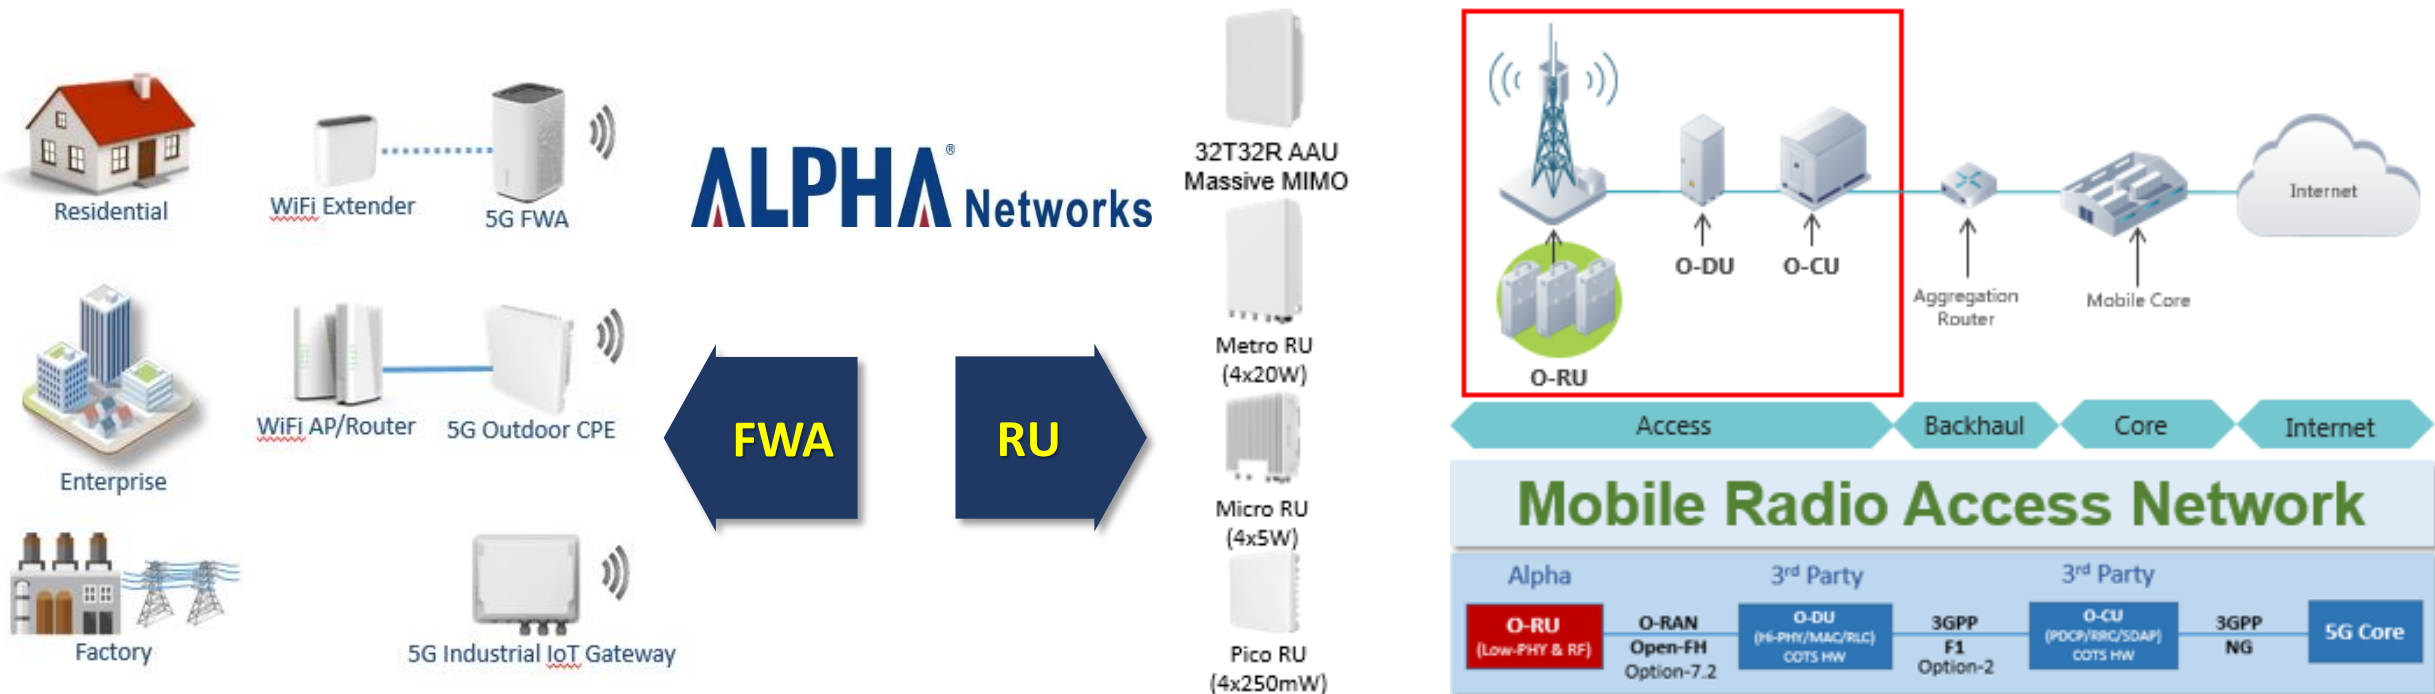 Residential
WiFi Extender
5G FWA
Enterprise
WiFi AP/Router
5G Outdoor CPE
Factory
5G Industrial IoT Gateway
ALPHA® Networks
FWA
RU
32T32R AAU
Massive MIMO
Metro RU
(4x20W)
Micro RU
(4x5W)
Pico RU
(4x250mW)
O-RU
O-DU
O-CU
Aggregation
Router
Mobile Core
Internet
Access
Backhaul
Core
Internet
Mobile Radio Access Network
Alpha
3rd Party
3rd Party
O-RU
(Low-PHY & RF)
O-RAN
Open-FH
Option-7.2
O-DU
(Hi-PHY/MAC/RLC)
COTS HW
3GPP
F1
Option-2
O-CU
(PDCP/RRC/SDAP)
COTS HW
3GPP
NG
5G Core